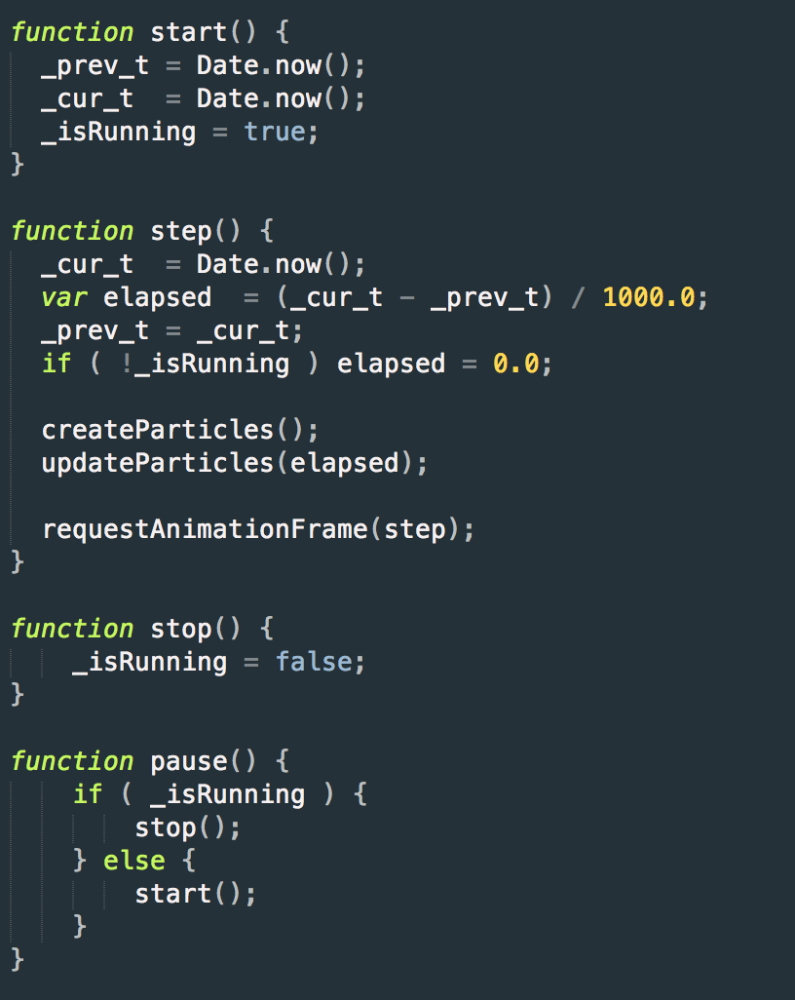 function start() {
  _prev_t = Date.now();
  _cur_t  = Date.now();
  _isRunning = true;
}

function step() {
  _cur_t  = Date.now();
  var elapsed  = (_cur_t - _prev_t) / 1000.0;
  _prev_t = _cur_t;
  if ( !_isRunning ) elapsed = 0.0;

  createParticles();
  updateParticles(elapsed);

  requestAnimationFrame(step);
}

function stop() {
    _isRunning = false;
}

function pause() {
    if ( _isRunning ) {
        stop();
    } else {
        start();
    }
}